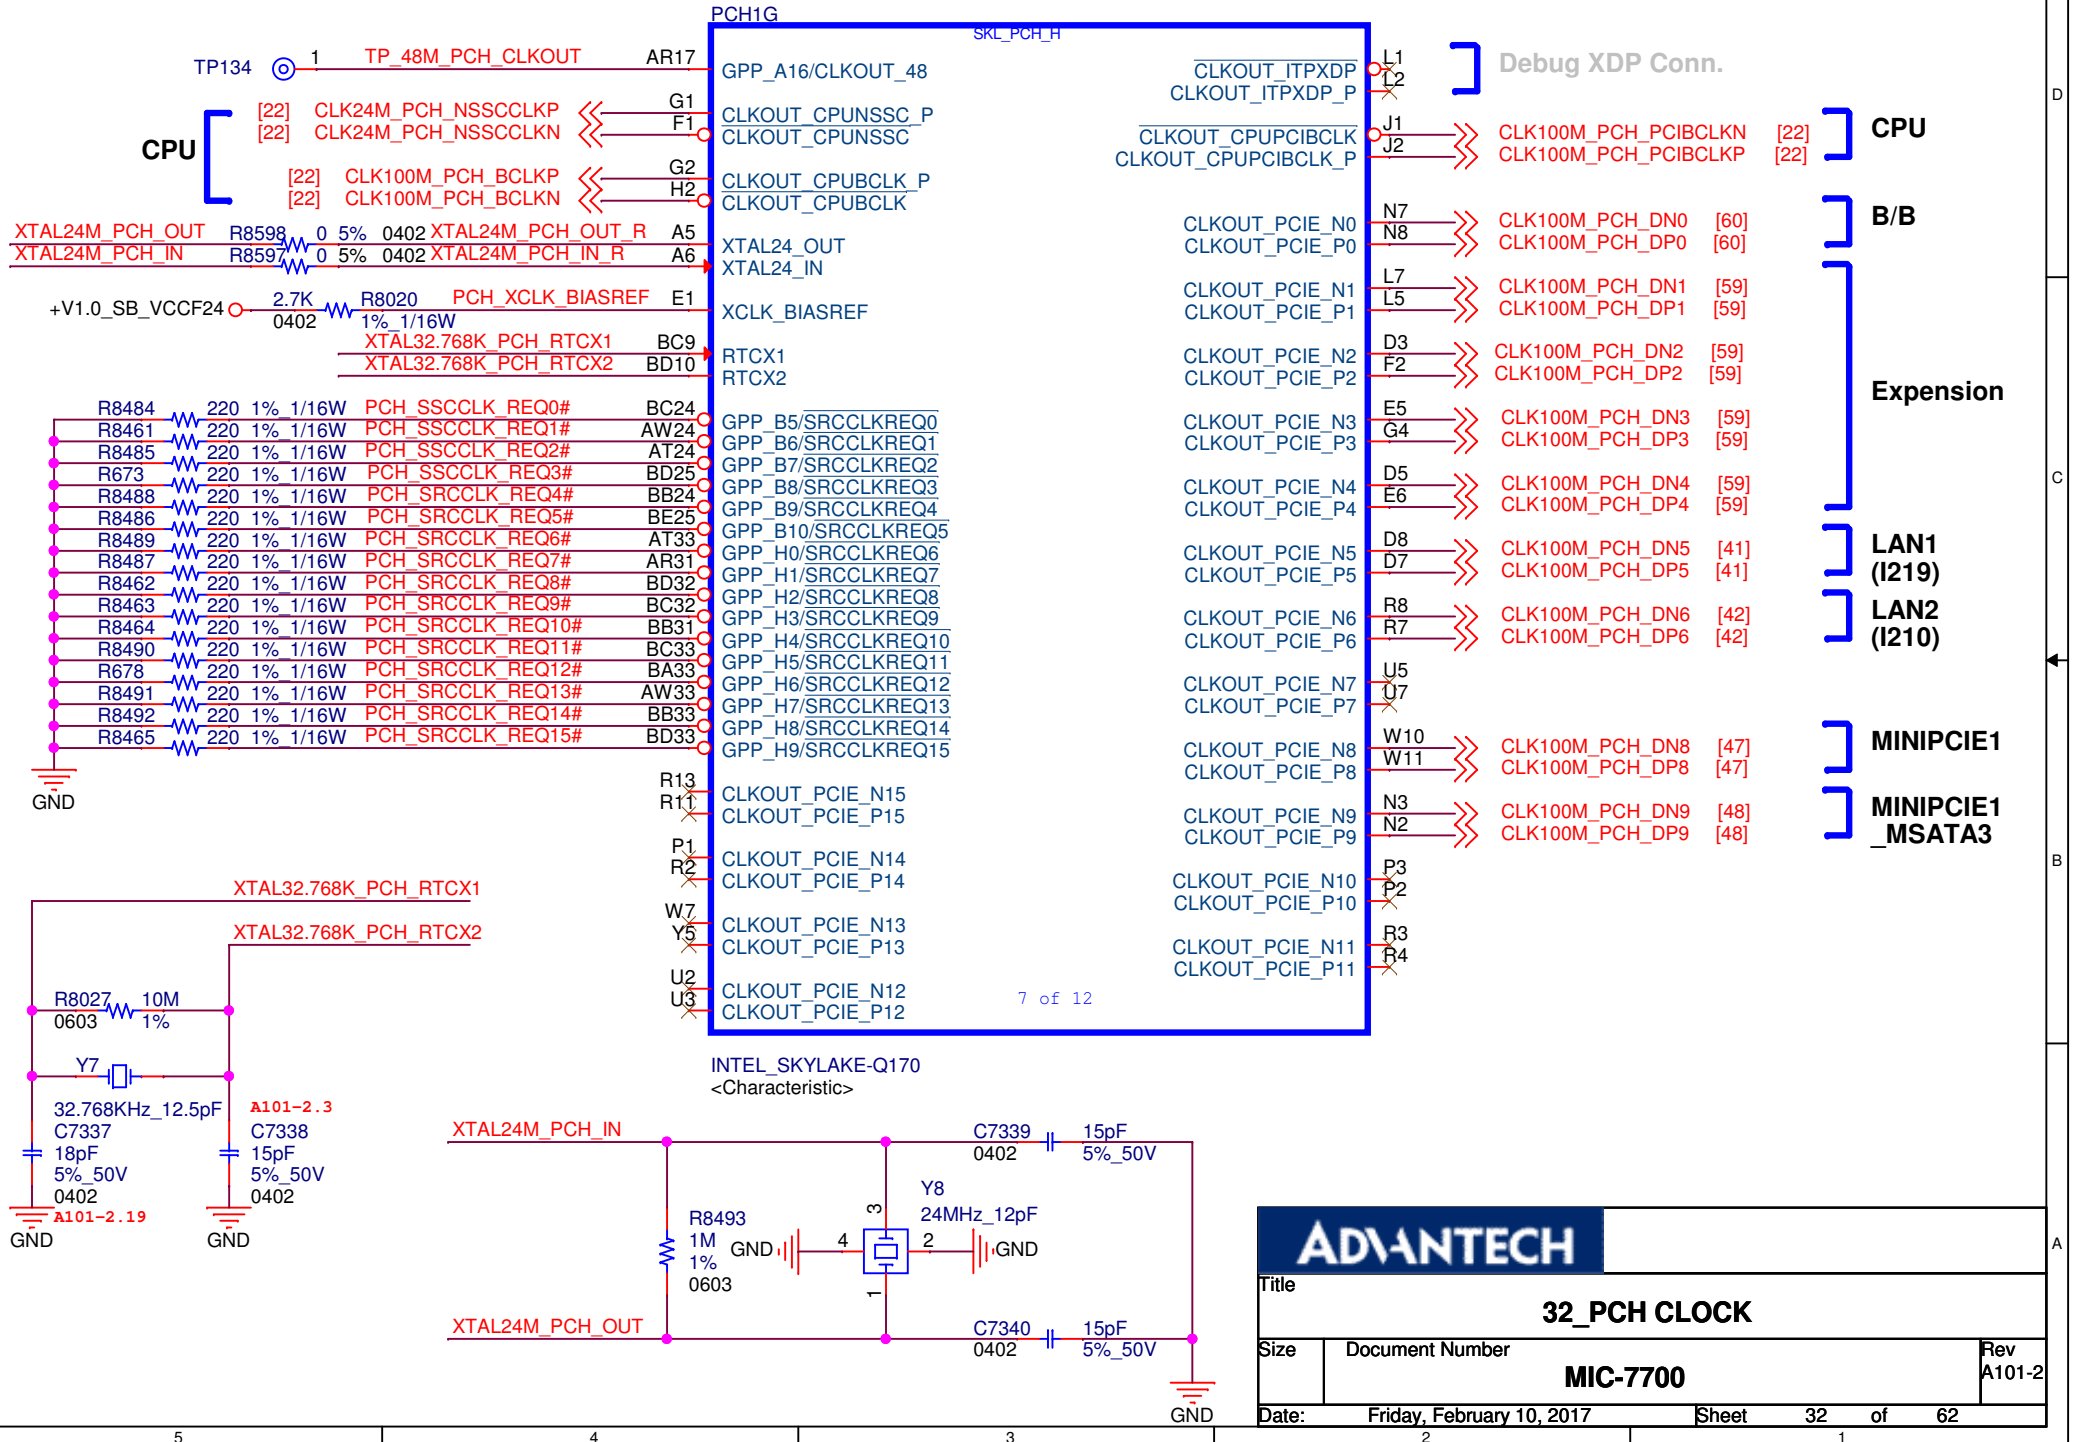 PCH1G
SKL_PCH_H
TP134 1 TP_48M_PCH_CLKOUT AR17 GPP_A16/CLKOUT_48
CPU
[22] CLK24M_PCH_NSSCCLKP G1 CLKOUT_CPUNSSC_P
[22] CLK24M_PCH_NSSCCLKN F1 CLKOUT_CPUNSSC
[22] CLK100M_PCH_BCLKP G2 CLKOUT_CPUBCLK_P
[22] CLK100M_PCH_BCLKN H2 CLKOUT_CPUBCLK
XTAL24M_PCH_OUT R8598 0 5% 0402 XTAL24M_PCH_OUT_R A5 XTAL24_OUT
XTAL24M_PCH_IN R8597 0 5% 0402 XTAL24M_PCH_IN_R A6 XTAL24_IN
+V1.0_SB_VCCF24 2.7K R8020 PCH_XCLK_BIASREF E1 XCLK_BIASREF
0402 1%_1/16W
XTAL32.768K_PCH_RTCX1 BC9 RTCX1
XTAL32.768K_PCH_RTCX2 BD10 RTCX2
R8484 220 1%_1/16W PCH_SSCCLK_REQ0# BC24 GPP_B5/SRCCLKREQ0
R8461 220 1%_1/16W PCH_SSCCLK_REQ1# AW24 GPP_B6/SRCCLKREQ1
R8485 220 1%_1/16W PCH_SSCCLK_REQ2# AT24 GPP_B7/SRCCLKREQ2
R673 220 1%_1/16W PCH_SSCCLK_REQ3# BD25 GPP_B8/SRCCLKREQ3
R8488 220 1%_1/16W PCH_SRCCLK_REQ4# BB24 GPP_B9/SRCCLKREQ4
R8486 220 1%_1/16W PCH_SRCCLK_REQ5# BE25 GPP_B10/SRCCLKREQ5
R8489 220 1%_1/16W PCH_SRCCLK_REQ6# AT33 GPP_H0/SRCCLKREQ6
R8487 220 1%_1/16W PCH_SRCCLK_REQ7# AR31 GPP_H1/SRCCLKREQ7
R8462 220 1%_1/16W PCH_SRCCLK_REQ8# BD32 GPP_H2/SRCCLKREQ8
R8463 220 1%_1/16W PCH_SRCCLK_REQ9# BC32 GPP_H3/SRCCLKREQ9
R8464 220 1%_1/16W PCH_SRCCLK_REQ10# BB31 GPP_H4/SRCCLKREQ10
R8490 220 1%_1/16W PCH_SRCCLK_REQ11# BC33 GPP_H5/SRCCLKREQ11
R678 220 1%_1/16W PCH_SRCCLK_REQ12# BA33 GPP_H6/SRCCLKREQ12
R8491 220 1%_1/16W PCH_SRCCLK_REQ13# AW33 GPP_H7/SRCCLKREQ13
R8492 220 1%_1/16W PCH_SRCCLK_REQ14# BB33 GPP_H8/SRCCLKREQ14
R8465 220 1%_1/16W PCH_SRCCLK_REQ15# BD33 GPP_H9/SRCCLKREQ15
GND
R13 CLKOUT_PCIE_N15
R11 CLKOUT_PCIE_P15
P1 CLKOUT_PCIE_N14
R2 CLKOUT_PCIE_P14
W7 CLKOUT_PCIE_N13
Y5 CLKOUT_PCIE_P13
U2 CLKOUT_PCIE_N12
U3 CLKOUT_PCIE_P12
CLKOUT_ITPXDP L1
CLKOUT_ITPXDP_P L2
Debug XDP Conn.
CLKOUT_CPUPCIBCLK J1 CLK100M_PCH_PCIBCLKN [22]
CLKOUT_CPUPCIBCLK_P J2 CLK100M_PCH_PCIBCLKP [22]
CPU
CLKOUT_PCIE_N0 N7 CLK100M_PCH_DN0 [60]
CLKOUT_PCIE_P0 N8 CLK100M_PCH_DP0 [60]
B/B
CLKOUT_PCIE_N1 L7 CLK100M_PCH_DN1 [59]
CLKOUT_PCIE_P1 L5 CLK100M_PCH_DP1 [59]
CLKOUT_PCIE_N2 D3 CLK100M_PCH_DN2 [59]
CLKOUT_PCIE_P2 F2 CLK100M_PCH_DP2 [59]
Expension
CLKOUT_PCIE_N3 E5 CLK100M_PCH_DN3 [59]
CLKOUT_PCIE_P3 G4 CLK100M_PCH_DP3 [59]
CLKOUT_PCIE_N4 D5 CLK100M_PCH_DN4 [59]
CLKOUT_PCIE_P4 E6 CLK100M_PCH_DP4 [59]
CLKOUT_PCIE_N5 D8 CLK100M_PCH_DN5 [41]
CLKOUT_PCIE_P5 D7 CLK100M_PCH_DP5 [41]
LAN1
(I219)
CLKOUT_PCIE_N6 R8 CLK100M_PCH_DN6 [42]
CLKOUT_PCIE_P6 R7 CLK100M_PCH_DP6 [42]
LAN2
(I210)
CLKOUT_PCIE_N7 U5
CLKOUT_PCIE_P7 U7
CLKOUT_PCIE_N8 W10 CLK100M_PCH_DN8 [47]
CLKOUT_PCIE_P8 W11 CLK100M_PCH_DP8 [47]
MINIPCIE1
CLKOUT_PCIE_N9 N3 CLK100M_PCH_DN9 [48]
CLKOUT_PCIE_P9 N2 CLK100M_PCH_DP9 [48]
MINIPCIE1
_MSATA3
CLKOUT_PCIE_N10 P3
CLKOUT_PCIE_P10 P2
CLKOUT_PCIE_N11 R3
CLKOUT_PCIE_P11 R4
7 of 12
INTEL_SKYLAKE-Q170
<Characteristic>
XTAL32.768K_PCH_RTCX1
XTAL32.768K_PCH_RTCX2
R8027 10M
0603 1%
Y7
32.768KHz_12.5pF
C7337
18pF
5%_50V
0402
A101-2.19
GND
A101-2.3
C7338
15pF
5%_50V
0402
GND
XTAL24M_PCH_IN
C7339 15pF
0402 5%_50V
R8493
1M
1%
0603
Y8
24MHz_12pF
3
GND 4 2 GND
1
XTAL24M_PCH_OUT
C7340 15pF
0402 5%_50V
GND
ADVANTECH
Title
32_PCH CLOCK
Size Document Number Rev
MIC-7700 A101-2
Date: Friday, February 10, 2017 Sheet 32 of 62
D
C
B
A
5 4 3 2 1